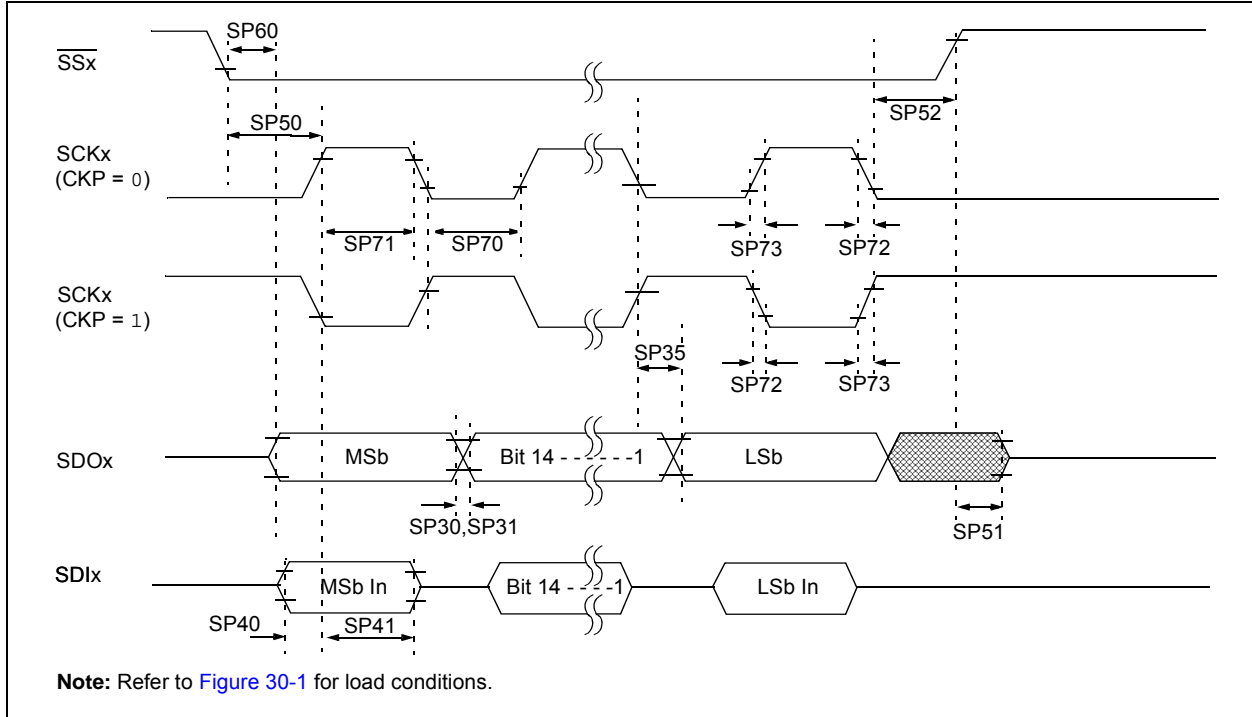 SP60
SSx
SP52
SP50
SCKx
(CKP = 0)
SP71
SP70
SP73
SP72
SCKx
(CKP = 1)
SP35
SP72
SP73
SDOx
MSb
Bit 14 - - - - - -1
LSb
SP30,SP31
SP51
SDIx
MSb In
Bit 14 - - - -1
LSb In
SP40
SP41
Note: Refer to Figure 30-1 for load conditions.